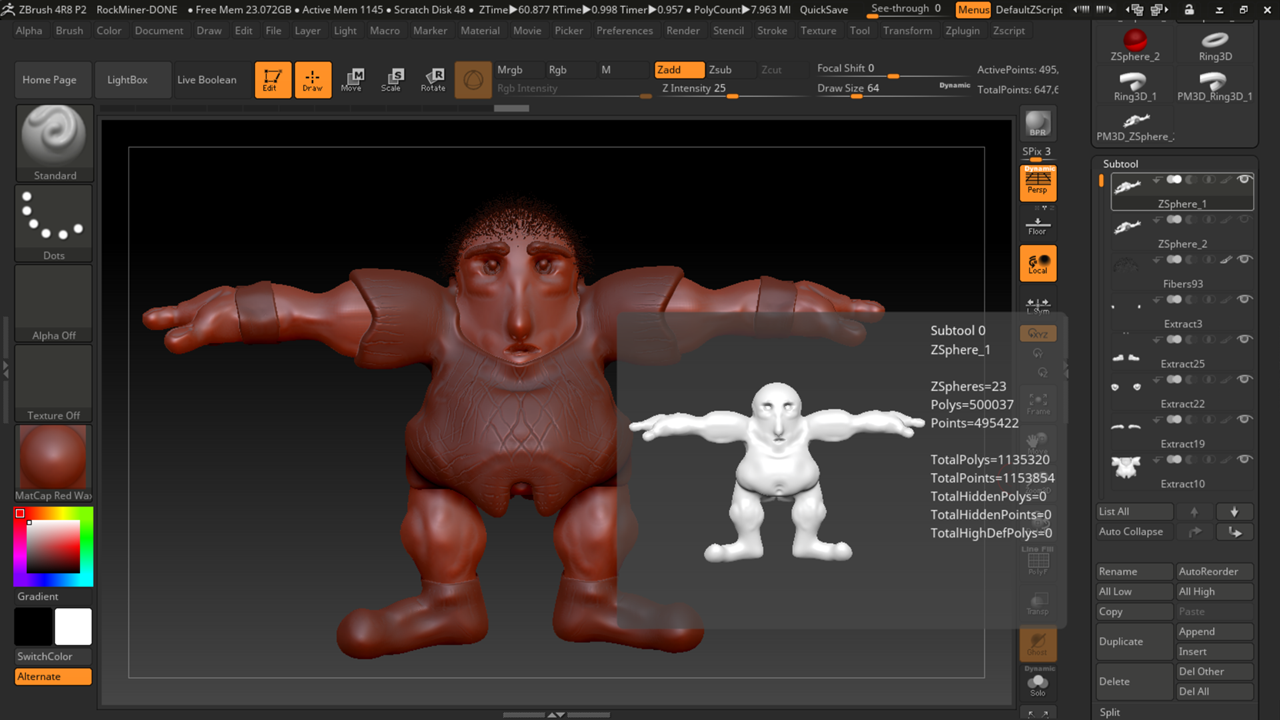 ZBrush 4R8 P2 RockMiner-DONE • Free Mem 23.072GB • Active Mem 1145 • Scratch Disk 48 • ZTime▶60.877 RTime▶0.998 Timer▶0.957 • PolyCount▶7.963 MI QuickSave See-through 0 Menus DefaultZScript
Alpha Brush Color Document Draw Edit File Layer Light Macro Marker Material Movie Picker Preferences Render Stencil Stroke Texture Tool Transform Zplugin Zscript
Home Page LightBox Live Boolean Edit Draw Move Scale Rotate
Mrgb Rgb M Zadd Zsub Zcut Focal Shift 0 ActivePoints: 495,
Rgb Intensity Z Intensity 25 Draw Size 64 Dynamic TotalPoints: 647,6
Standard
Dots
Alpha Off
Texture Off
MatCap Red Wax
Gradient
SwitchColor
Alternate
BPR
SPix 3
Dynamic
Persp
Floor
Local
L.Sym
XYZ
Frame
Move
Line Fill
PolyF
Transp
Ghost
Dynamic
Solo
Subtool 0
ZSphere_1
ZSpheres=23
Polys=500037
Points=495422
TotalPolys=1135320
TotalPoints=1153854
TotalHiddenPolys=0
TotalHiddenPoints=0
TotalHighDefPolys=0
ZSphere_2 Ring3D
Ring3D_1 PM3D_Ring3D_1
PM3D_ZSphere_
Subtool
ZSphere_1
ZSphere_2
Fibers93
Extract3
Extract25
Extract22
Extract19
Extract10
List All
Auto Collapse
Rename AutoReorder
All Low All High
Copy Paste
Duplicate Append
Insert
Delete Del Other
Del All
Split